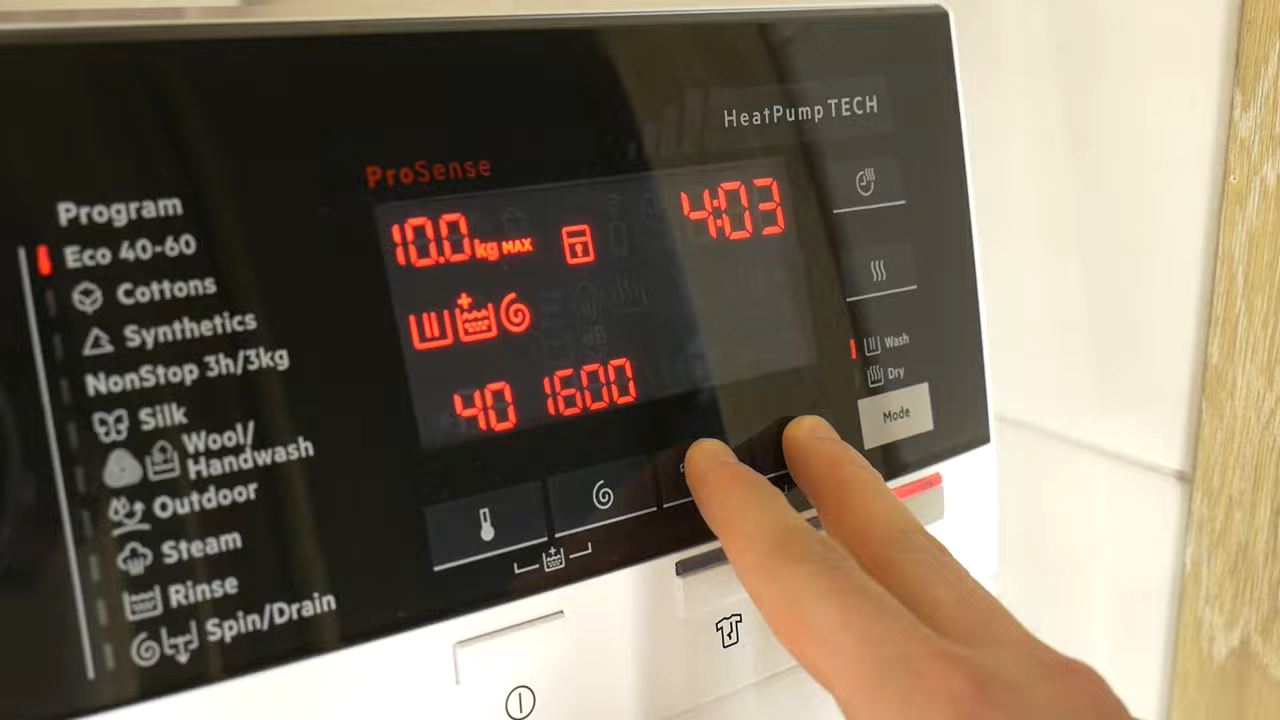 HeatPump TECH
ProSense
Program
Eco 40-60
Cottons
Synthetics
NonStop 3h/3kg
Silk
Wool/
Handwash
Outdoor
Steam
Rinse
Spin/Drain
10.0 kg MAX
4:03
40 1600
Wash
Dry
Mode